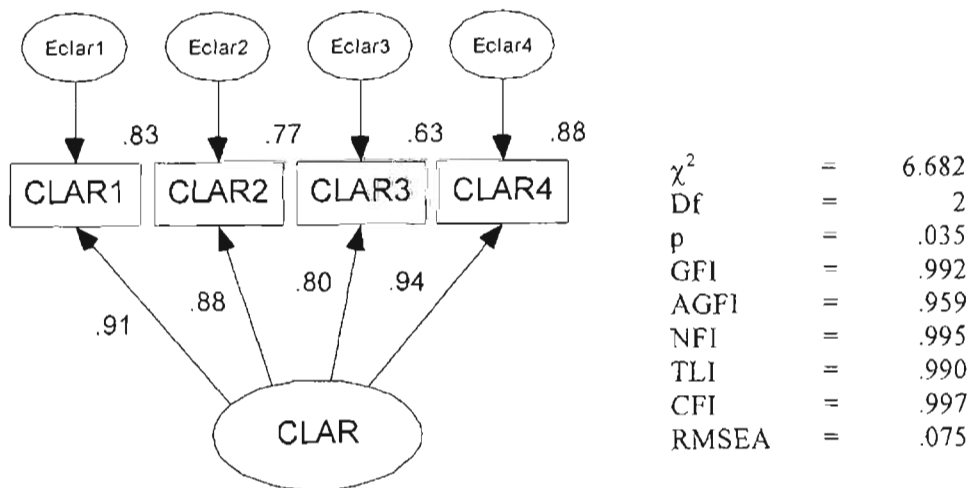 Eclar1 Eclar2 Eclar3 Eclar4
.83 .77 .63 .88
CLAR1 CLAR2 CLAR3 CLAR4
.91 .88 .80 .94
CLAR
χ² = 6.682
Df = 2
p = .035
GFI = .992
AGFI = .959
NFI = .995
TLI = .990
CFI = .997
RMSEA = .075